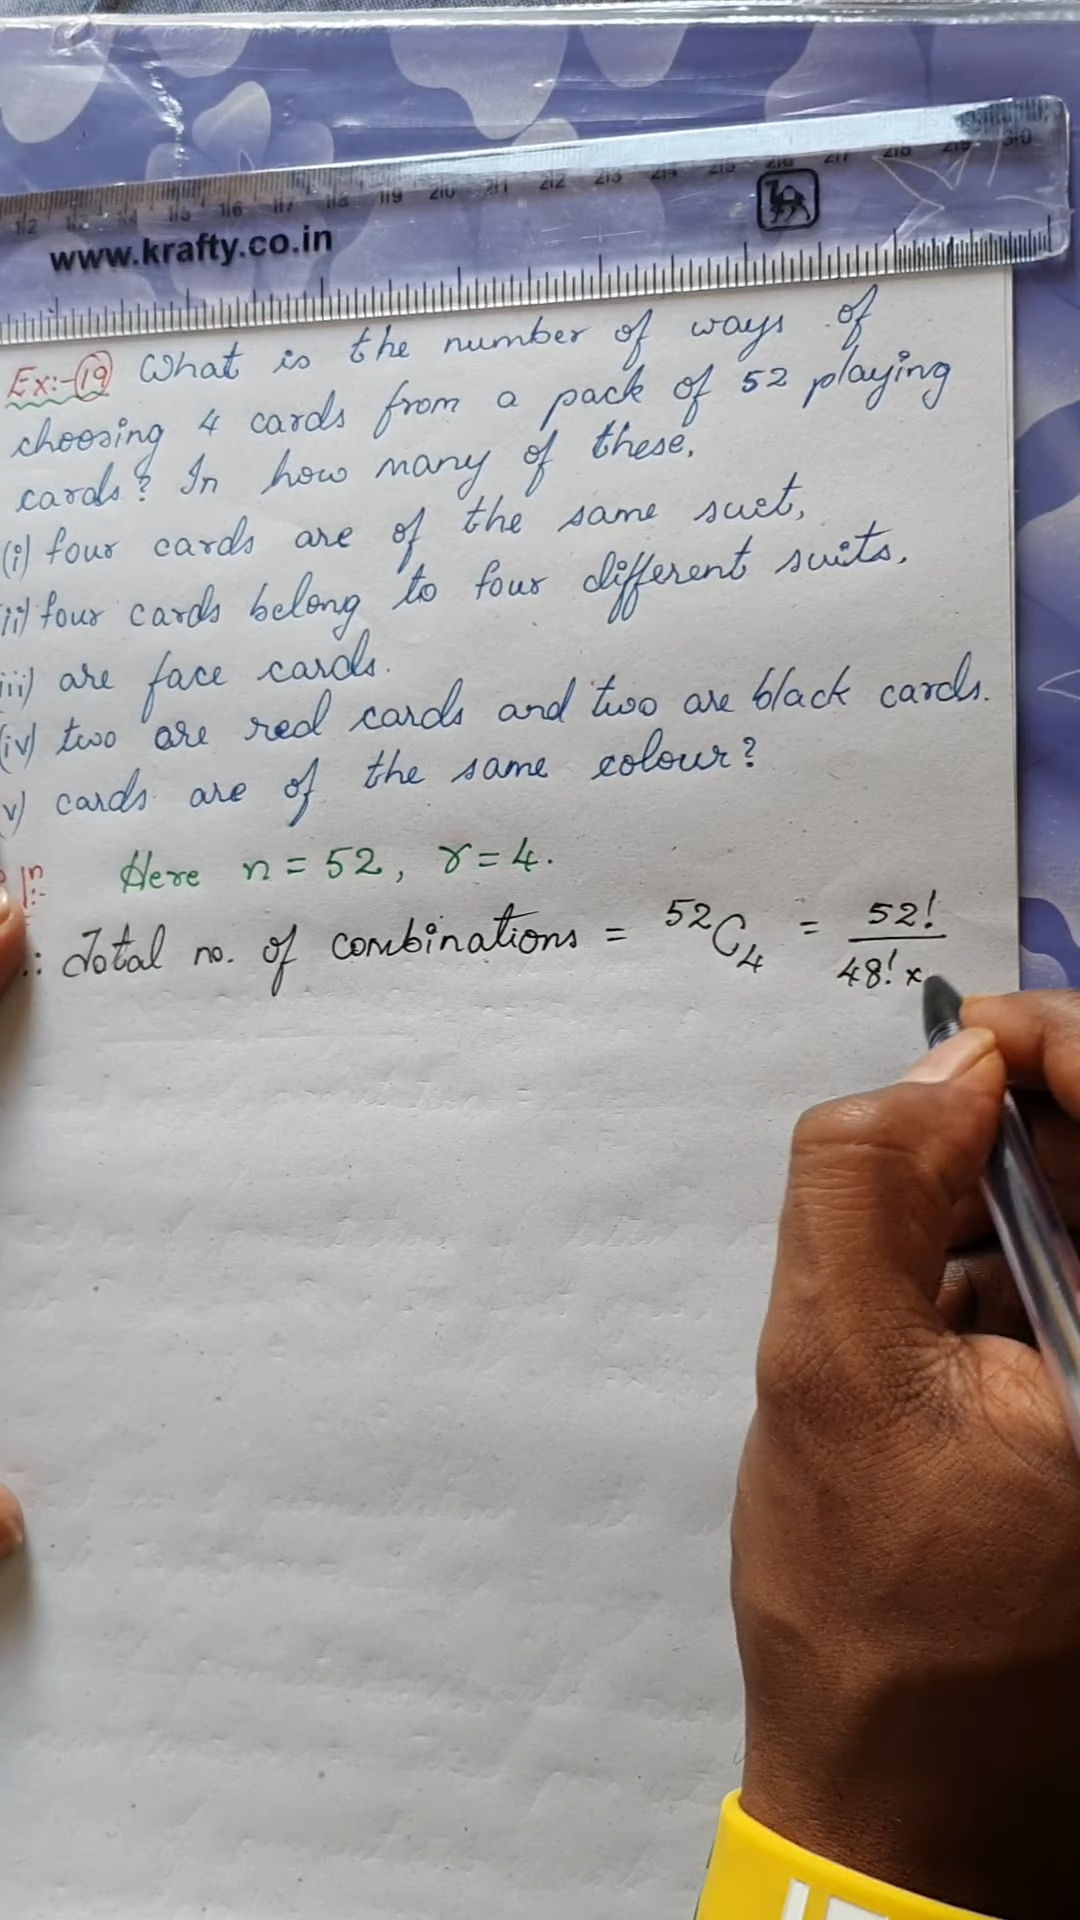 www.krafty.co.in
Ex:-(19) What is the number of ways of
choosing 4 cards from a pack of 52 playing
cards? In how many of these,
(i) four cards are of the same suit,
ii) four cards belong to four different suits,
iii) are face cards.
(iv) two are red cards and two are black cards.
v) cards are of the same colour?
Here n = 52, r = 4.
∴ Total no. of combinations = ⁵²C₄ = 52! / 48! ×